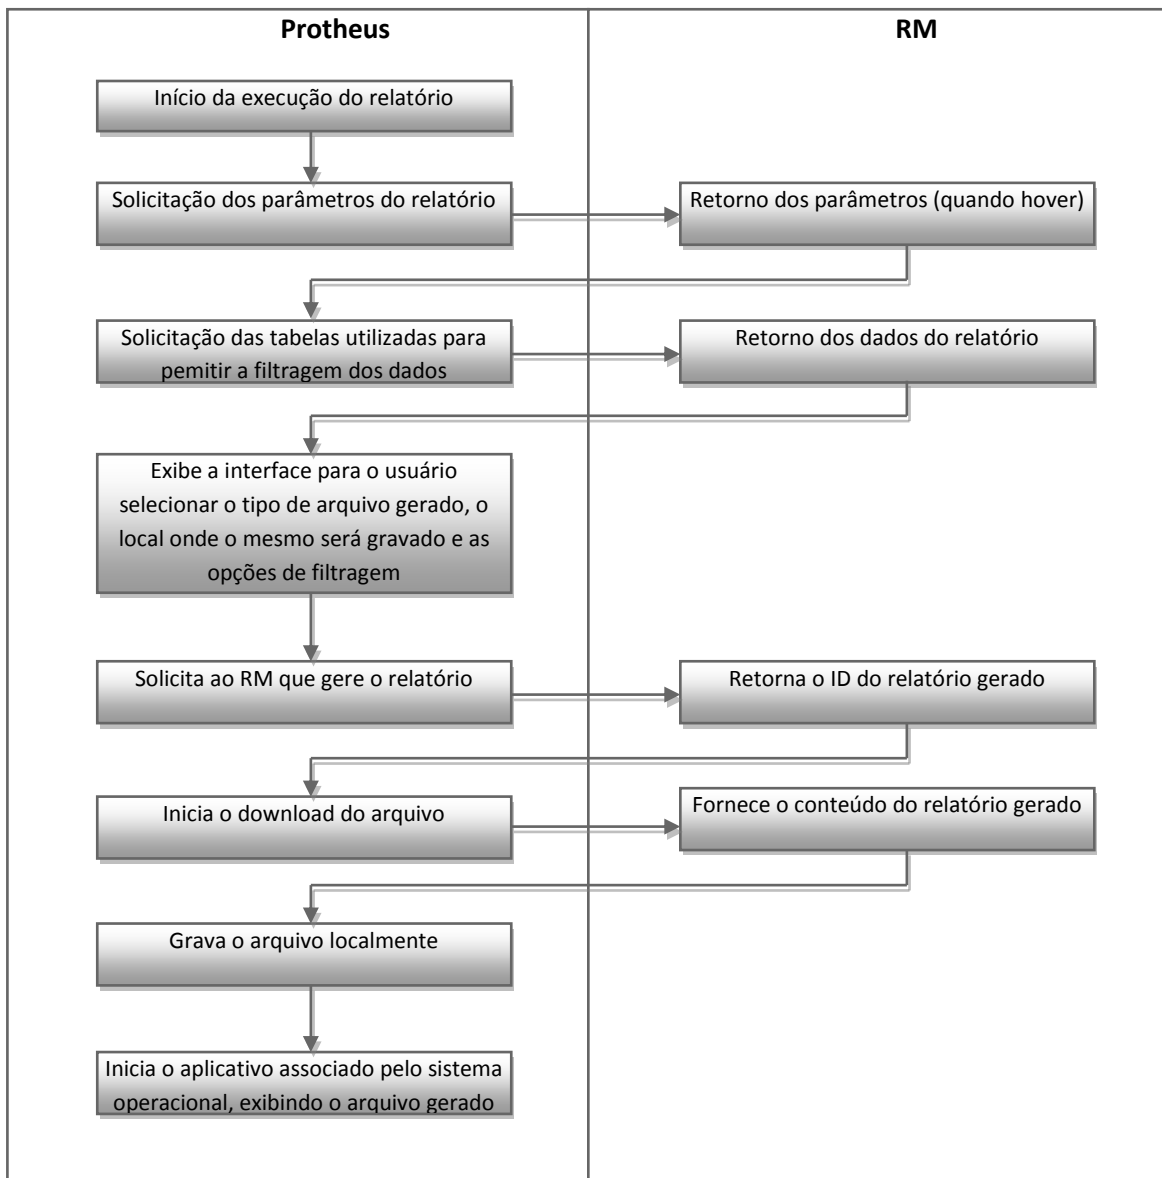 Protheus
RM
Início da execução do relatório
Solicitação dos parâmetros do relatório
Retorno dos parâmetros (quando hover)
Solicitação das tabelas utilizadas para
pemitir a filtragem dos dados
Retorno dos dados do relatório
Exibe a interface para o usuário
selecionar o tipo de arquivo gerado, o
local onde o mesmo será gravado e as
opções de filtragem
Solicita ao RM que gere o relatório
Retorna o ID do relatório gerado
Inicia o download do arquivo
Fornece o conteúdo do relatório gerado
Grava o arquivo localmente
Inicia o aplicativo associado pelo sistema
operacional, exibindo o arquivo gerado